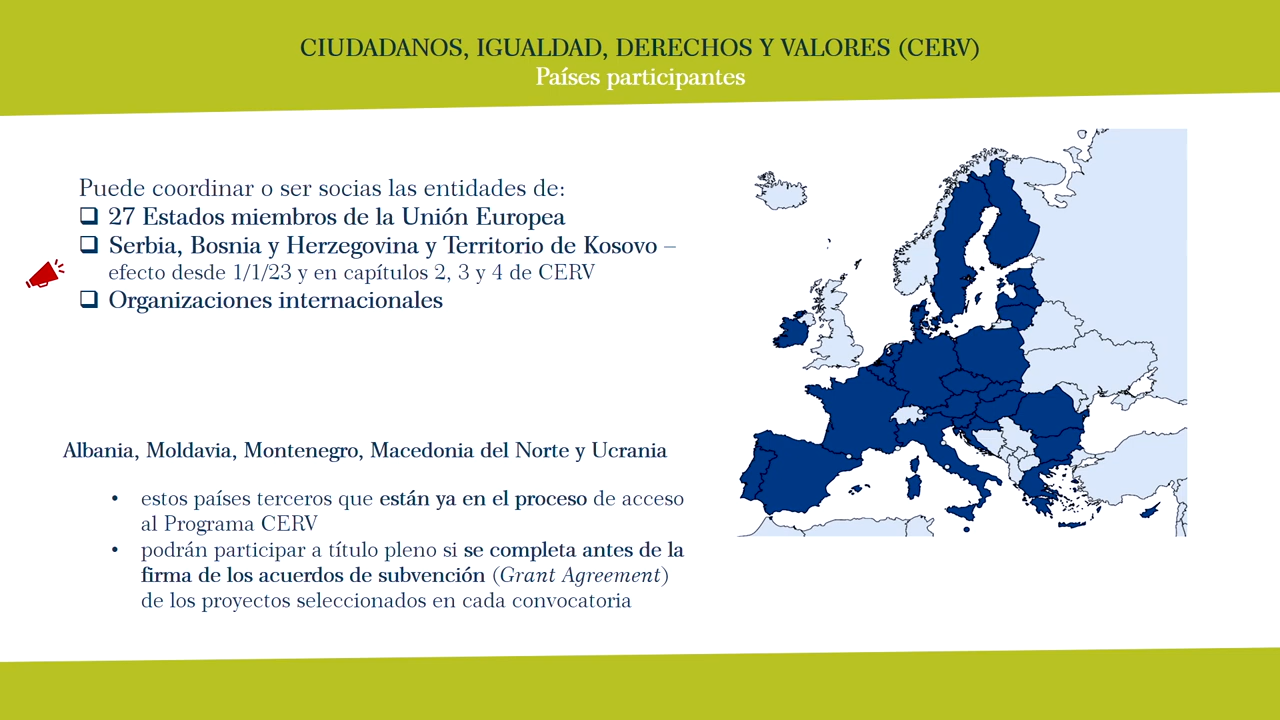 CIUDADANOS, IGUALDAD, DERECHOS Y VALORES (CERV)
Países participantes
Puede coordinar o ser socias las entidades de:
❑ 27 Estados miembros de la Unión Europea
❑ Serbia, Bosnia y Herzegovina y Territorio de Kosovo –
efecto desde 1/1/23 y en capítulos 2, 3 y 4 de CERV
❑ Organizaciones internacionales
Albania, Moldavia, Montenegro, Macedonia del Norte y Ucrania
• estos países terceros que están ya en el proceso de acceso
al Programa CERV
• podrán participar a título pleno si se completa antes de la
firma de los acuerdos de subvención (Grant Agreement)
de los proyectos seleccionados en cada convocatoria